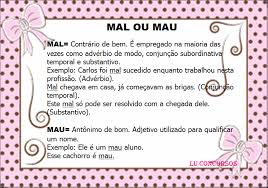 MAL OU MAU
MAL= Contrário de bem. É empregado na maioria das
vezes como advérbio de modo, conjunção subordinativa
temporal e substantivo.
Exemplo: Carlos foi mal sucedido enquanto trabalhou nesta
profissão. (Advérbio).
Mal chegava em casa, já começavam as brigas. (Conjunção
temporal).
Este mal só pode ser resolvido com a chegada dele.
(Substantivo).
MAU= Antônimo de bom. Adjetivo utilizado para qualificar
um nome.
Exemplo: Ele é um mau aluno.
Esse cachorro é mau.
LU CONCURSOS